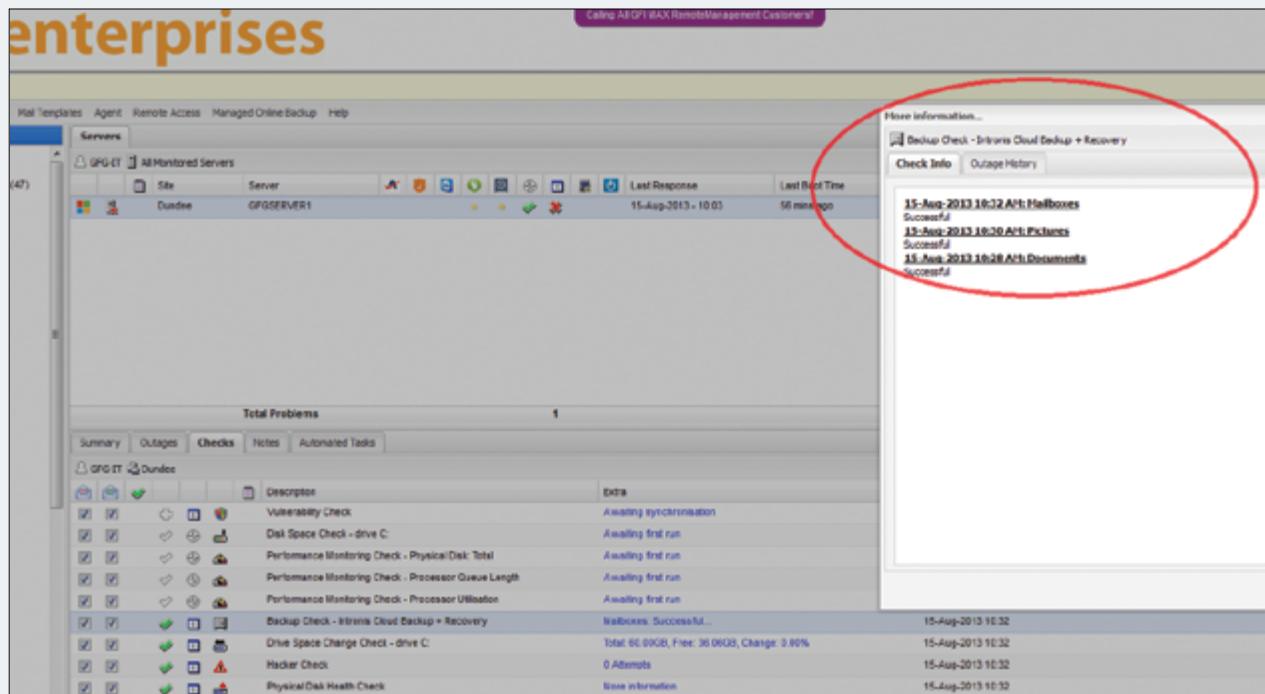 enterprises
Calling All GFI MAX RemoteManagement Customers!
Mail Templates Agent Remote Access Managed Online Backup Help
Servers
GFG-IT All Monitored Servers
(47)
Site Server Last Response Last Boot Time
Dundee GFGSERVER1 15-Aug-2013 - 10:03 56 mins ago
Total Problems 1
More information...
Backup Check - Intronis Cloud Backup + Recovery
Check Info Outage History
15-Aug-2013 10:32 AM: Mailboxes
Successful
15-Aug-2013 10:30 AM: Pictures
Successful
15-Aug-2013 10:28 AM: Documents
Successful
Summary Outages Checks Notes Automated Tasks
GFG-IT Dundee
Description Extra
Vulnerability Check Awaiting synchronisation
Disk Space Check - drive C: Awaiting first run
Performance Monitoring Check - Physical Disk: Total Awaiting first run
Performance Monitoring Check - Processor Queue Length Awaiting first run
Performance Monitoring Check - Processor Utilisation Awaiting first run
Backup Check - Intronis Cloud Backup + Recovery Mailboxes: Successful... 15-Aug-2013 10:32
Drive Space Change Check - drive C: Total: 60.00GB, Free: 36.06GB, Change: 0.00% 15-Aug-2013 10:32
Hacker Check 0 Attempts 15-Aug-2013 10:32
Physical Disk Health Check More information 15-Aug-2013 10:32